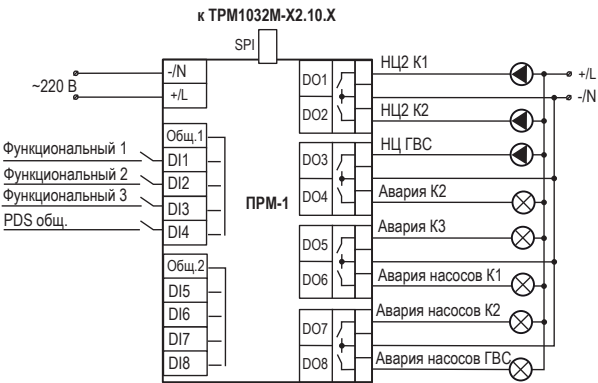 к ТРМ1032М-Х2.10.Х
SPI
~220 В
-/N
+/L
Общ.1
Функциональный 1
DI1
Функциональный 2
DI2
Функциональный 3
DI3
PDS общ.
DI4
Общ.2
DI5
DI6
DI7
DI8
ПРМ-1
DO1
НЦ2 К1
DO2
НЦ2 К2
DO3
НЦ ГВС
DO4
Авария К2
DO5
Авария К3
DO6
Авария насосов К1
DO7
Авария насосов К2
DO8
Авария насосов ГВС
+/L
-/N